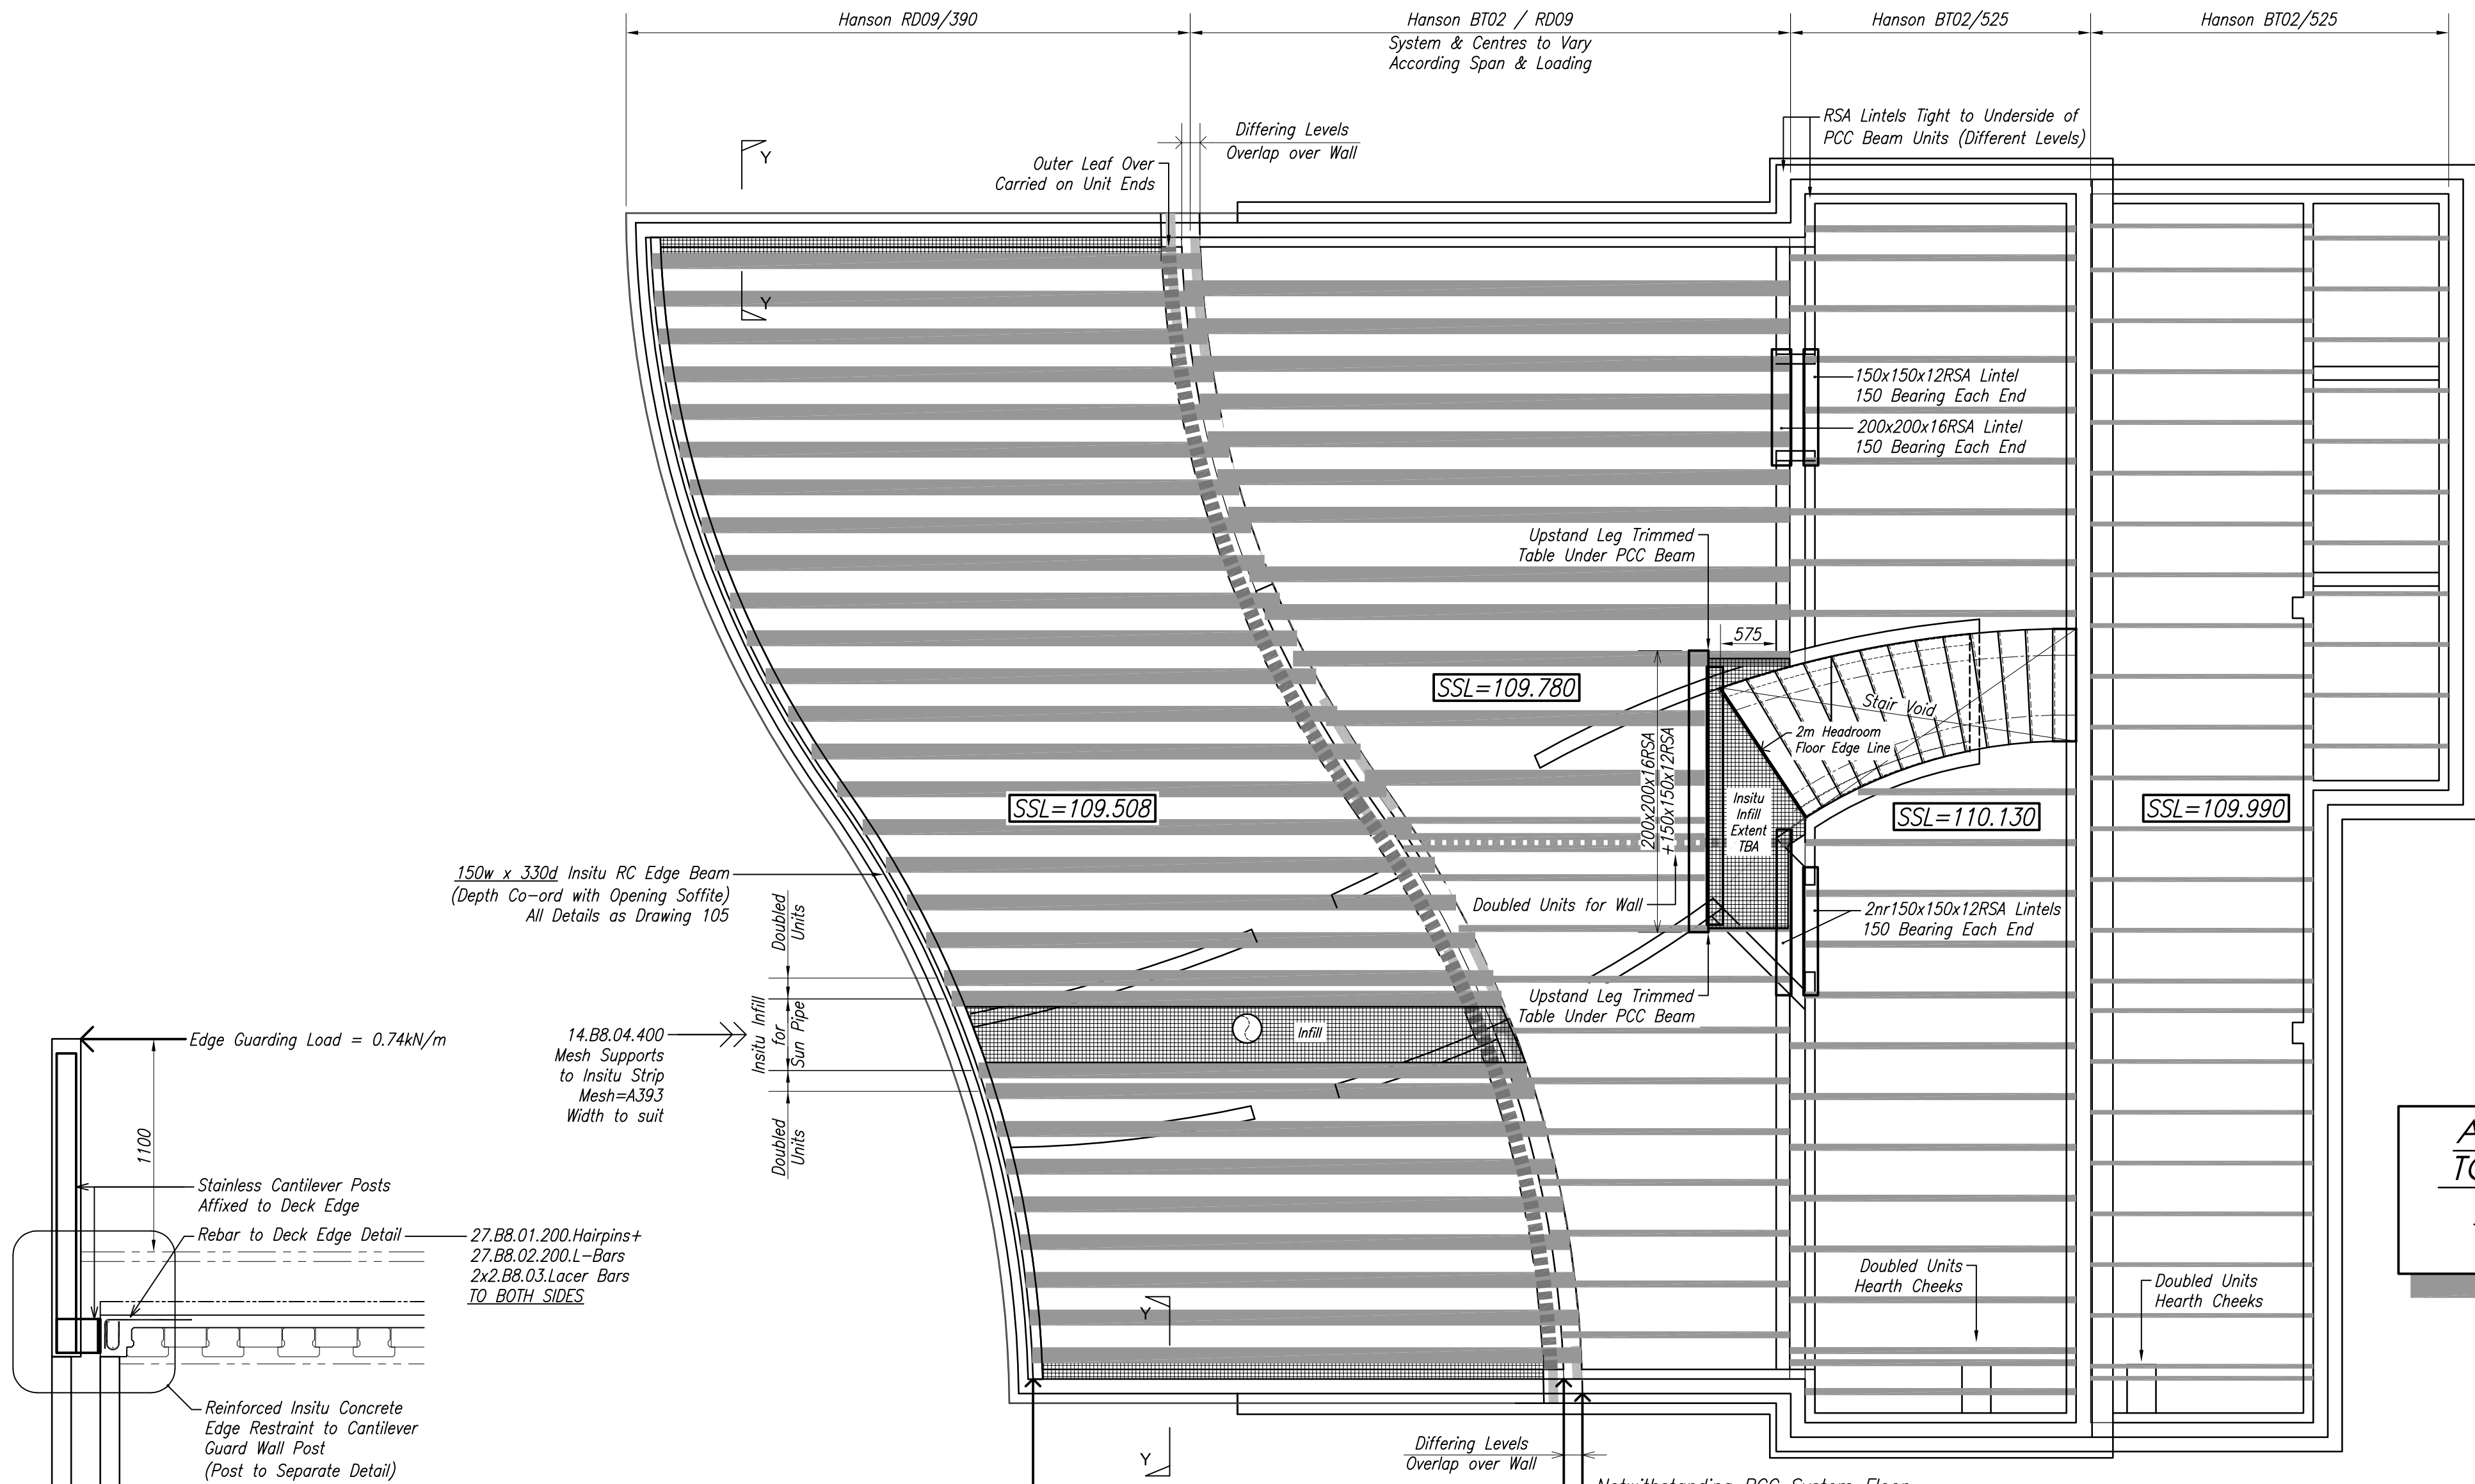 Hanson RD09/390
Hanson BT02 / RD09
System & Centres to Vary
According Span & Loading
Hanson BT02/525
Hanson BT02/525
RSA Lintels Tight to Underside of
PCC Beam Units (Different Levels)
Differing Levels
Overlap over Wall
Outer Leaf Over
Carried on Unit Ends
Y
Y
150x150x12RSA Lintel
150 Bearing Each End
200x200x16RSA Lintel
150 Bearing Each End
Upstand Leg Trimmed
Table Under PCC Beam
575
SSL=109.780
Stair Void
2m Headroom
Floor Edge Line
200x200x16RSA
+150x150x12RSA
Insitu
Infill
Extent
TBA
SSL=109.508
SSL=110.130
SSL=109.990
150w x 330d Insitu RC Edge Beam
(Depth Co-ord with Opening Soffite)
All Details as Drawing 105
Doubled
Units
Doubled Units for Wall
2nr150x150x12RSA Lintels
150 Bearing Each End
Upstand Leg Trimmed
Table Under PCC Beam
Insitu Infill
for
Sun Pipe
Infill
14.B8.04.400
Mesh Supports
to Insitu Strip
Mesh=A393
Width to suit
Doubled
Units
Edge Guarding Load = 0.74kN/m
1100
Stainless Cantilever Posts
Affixed to Deck Edge
Rebar to Deck Edge Detail
27.B8.01.200.Hairpins+
27.B8.02.200.L-Bars
2x2.B8.03.Lacer Bars
TO BOTH SIDES
Doubled Units
Hearth Cheeks
Doubled Units
Hearth Cheeks
Y
Y
Reinforced Insitu Concrete
Edge Restraint to Cantilever
Guard Wall Post
(Post to Separate Detail)
Differing Levels
Overlap over Wall
Notwithstanding PCC System Floor